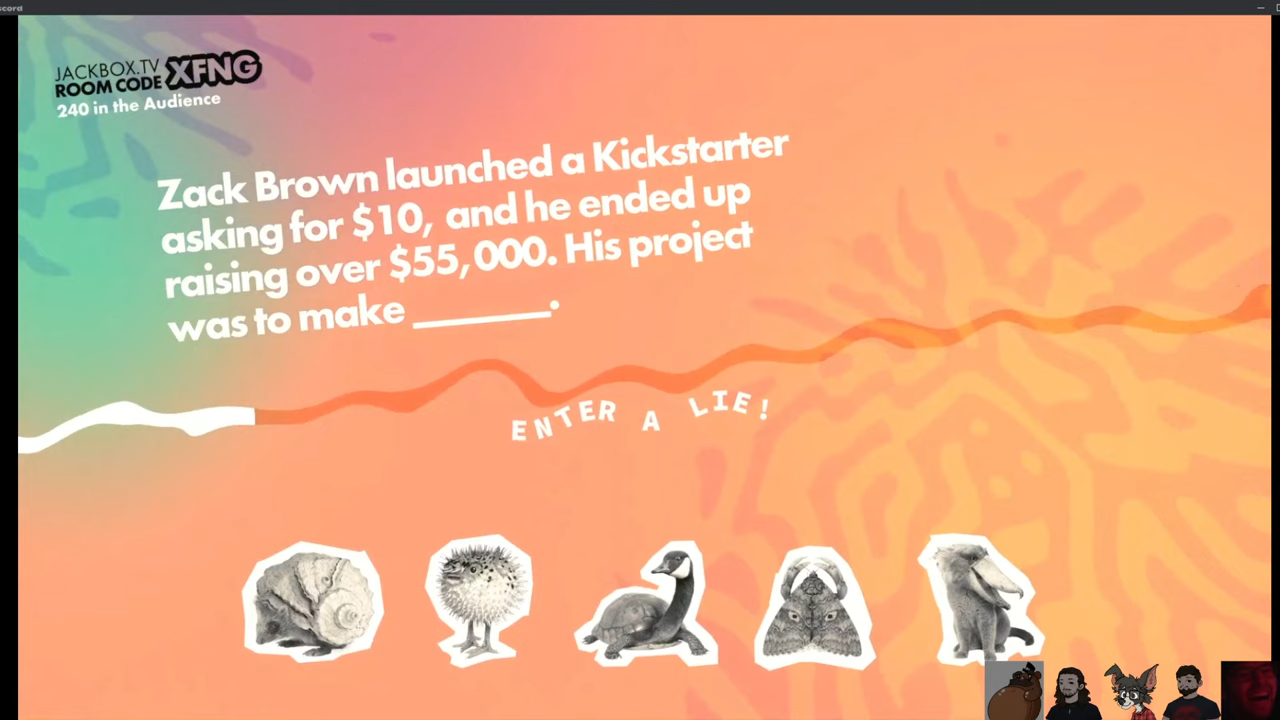 scord
JACKBOX.TV
ROOM CODE XFNG
240 in the Audience
Zack Brown launched a Kickstarter
asking for $10, and he ended up
raising over $55,000. His project
was to make ________.
ENTER A LIE!